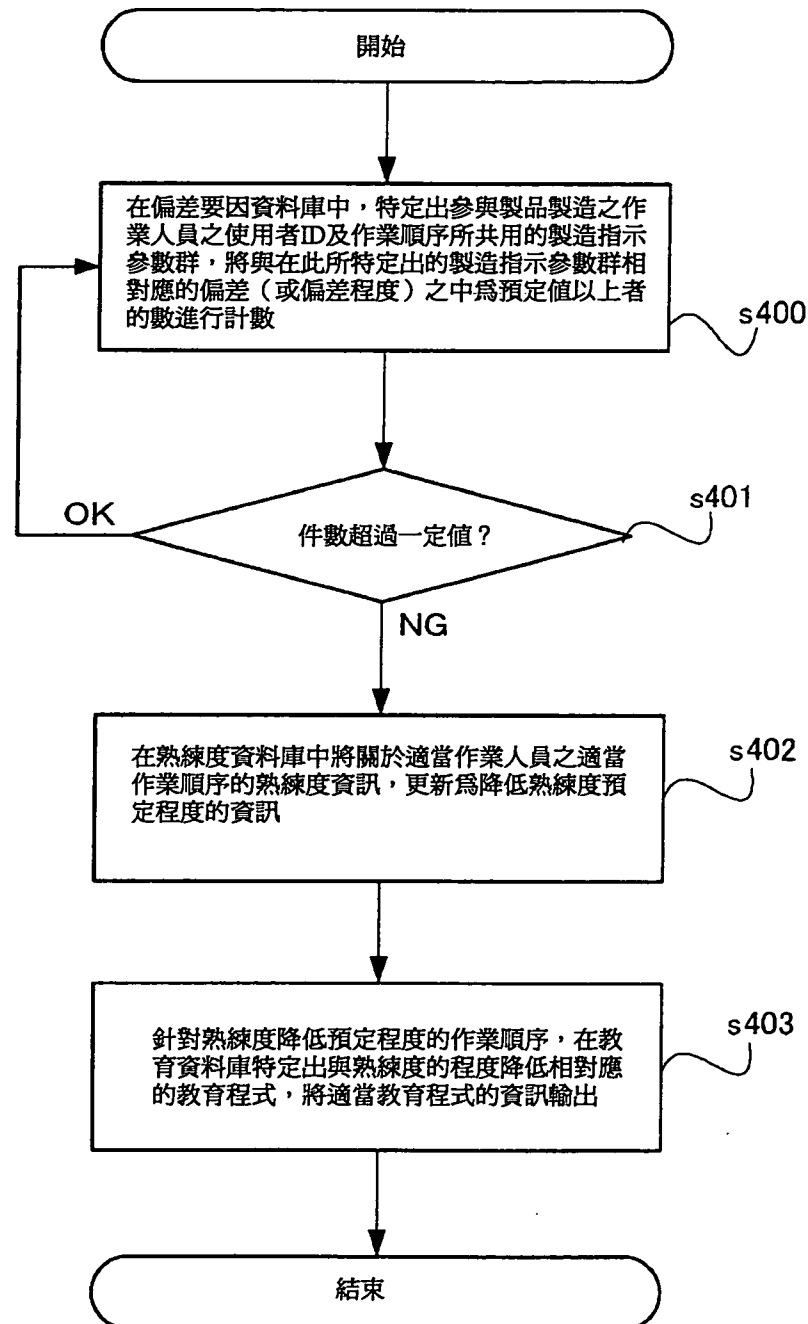 開始
在偏差要因資料庫中，特定出參與製品製造之作
業人員之使用者ID及作業順序所共用的製造指示
參數群，將與在此所特定出的製造指示參數群相
對應的偏差（或偏差程度）之中爲預定值以上者
的數進行計數
s400
件數超過一定值？
s401
OK
NG
在熟練度資料庫中將關於適當作業人員之適當
作業順序的熟練度資訊，更新爲降低熟練度預
定程度的資訊
s402
針對熟練度降低預定程度的作業順序，在教
育資料庫特定出與熟練度的程度降低相對應
的教育程式，將適當教育程式的資訊輸出
s403
結束